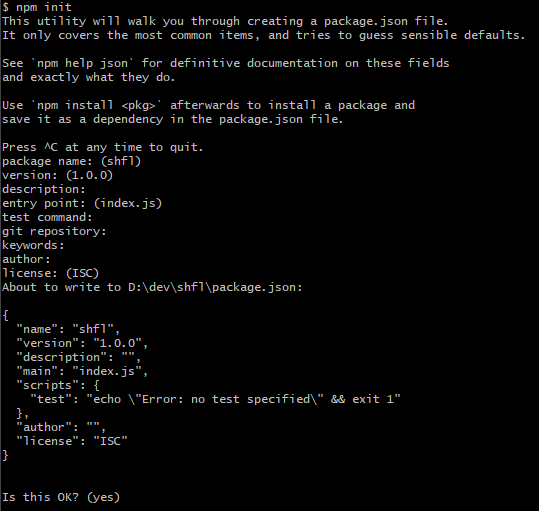 $ npm init
This utility will walk you through creating a package.json file.
It only covers the most common items, and tries to guess sensible defaults.

See `npm help json` for definitive documentation on these fields
and exactly what they do.

Use `npm install <pkg>` afterwards to install a package and
save it as a dependency in the package.json file.

Press ^C at any time to quit.
package name: (shfl)
version: (1.0.0)
description:
entry point: (index.js)
test command:
git repository:
keywords:
author:
license: (ISC)
About to write to D:\dev\shfl\package.json:

{
  "name": "shfl",
  "version": "1.0.0",
  "description": "",
  "main": "index.js",
  "scripts": {
    "test": "echo \"Error: no test specified\" && exit 1"
  },
  "author": "",
  "license": "ISC"
}


Is this OK? (yes)